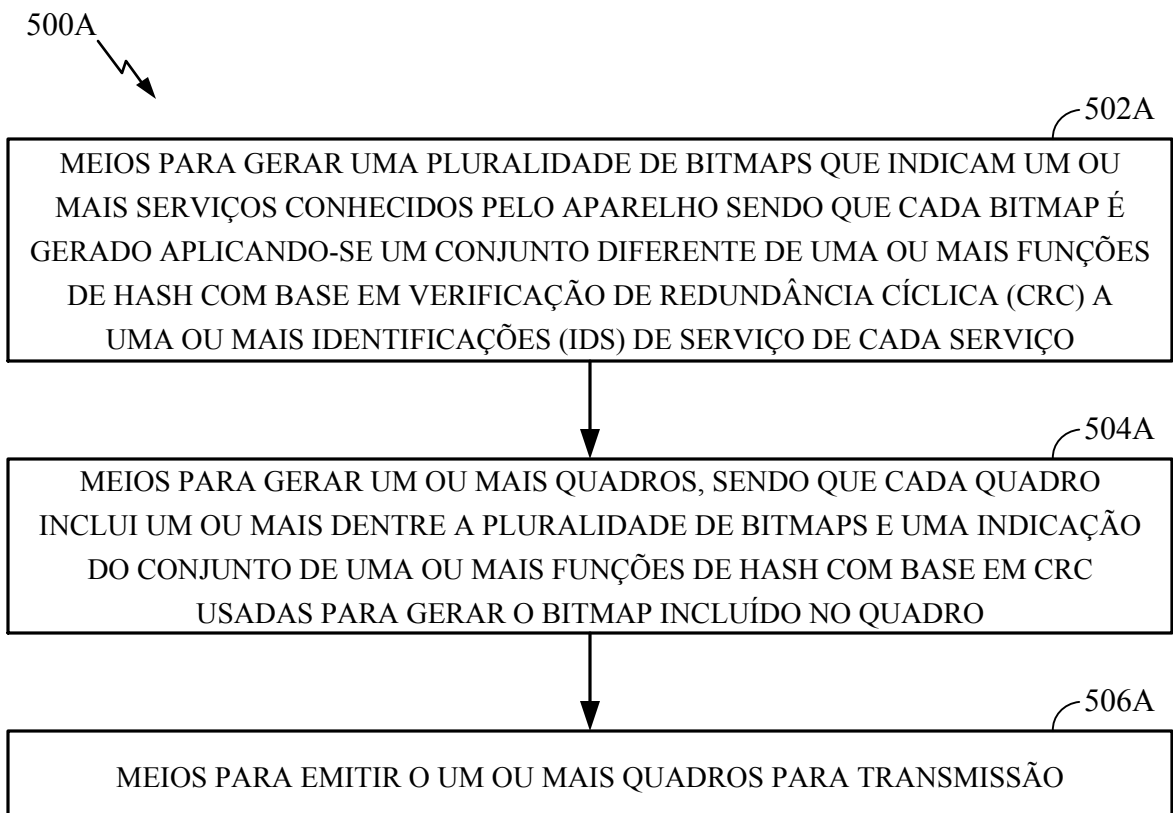 500A
502A
MEIOS PARA GERAR UMA PLURALIDADE DE BITMAPS QUE INDICAM UM OU
MAIS SERVIÇOS CONHECIDOS PELO APARELHO SENDO QUE CADA BITMAP É
GERADO APLICANDO-SE UM CONJUNTO DIFERENTE DE UMA OU MAIS FUNÇÕES
DE HASH COM BASE EM VERIFICAÇÃO DE REDUNDÂNCIA CÍCLICA (CRC) A
UMA OU MAIS IDENTIFICAÇÕES (IDS) DE SERVIÇO DE CADA SERVIÇO
504A
MEIOS PARA GERAR UM OU MAIS QUADROS, SENDO QUE CADA QUADRO
INCLUI UM OU MAIS DENTRE A PLURALIDADE DE BITMAPS E UMA INDICAÇÃO
DO CONJUNTO DE UMA OU MAIS FUNÇÕES DE HASH COM BASE EM CRC
USADAS PARA GERAR O BITMAP INCLUÍDO NO QUADRO
506A
MEIOS PARA EMITIR O UM OU MAIS QUADROS PARA TRANSMISSÃO